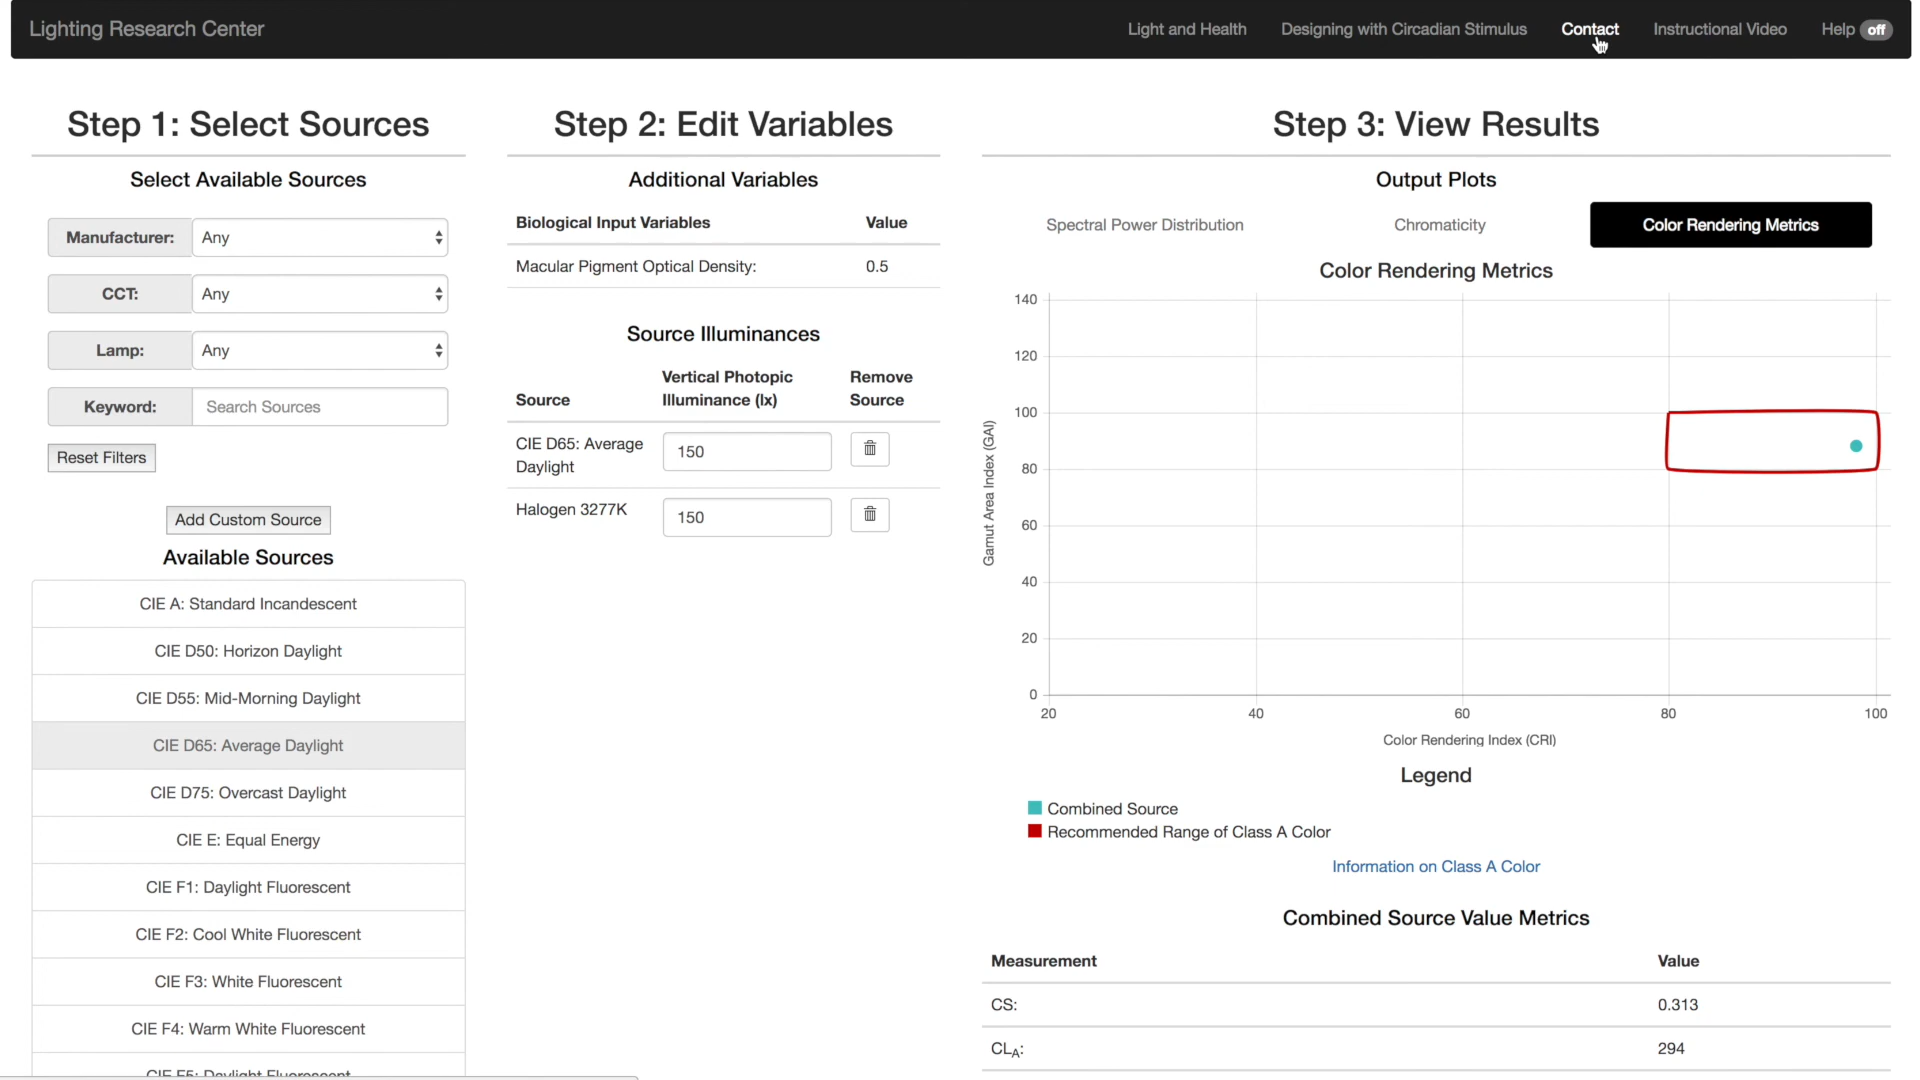 Lighting Research Center
Light and Health
Designing with Circadian Stimulus
Contact
Instructional Video
Help off
Step 1: Select Sources
Select Available Sources
Manufacturer: Any
CCT: Any
Lamp: Any
Keyword: Search Sources
Reset Filters
Add Custom Source
Available Sources
CIE A: Standard Incandescent
CIE D50: Horizon Daylight
CIE D55: Mid-Morning Daylight
CIE D65: Average Daylight
CIE D75: Overcast Daylight
CIE E: Equal Energy
CIE F1: Daylight Fluorescent
CIE F2: Cool White Fluorescent
CIE F3: White Fluorescent
CIE F4: Warm White Fluorescent
CIE F5: Daylight Fluorescent
Step 2: Edit Variables
Additional Variables
Biological Input Variables Value
Macular Pigment Optical Density: 0.5
Source Illuminances
Source
Vertical Photopic
Illuminance (lx)
Remove
Source
CIE D65: Average
Daylight
150
Halogen 3277K
150
Step 3: View Results
Output Plots
Spectral Power Distribution
Chromaticity
Color Rendering Metrics
Color Rendering Metrics
Gamut Area Index (GAI)
140
120
100
80
60
40
20
0
20 40 60 80 100
Color Rendering Index (CRI)
Legend
Combined Source
Recommended Range of Class A Color
Information on Class A Color
Combined Source Value Metrics
Measurement Value
CS: 0.313
CLA: 294